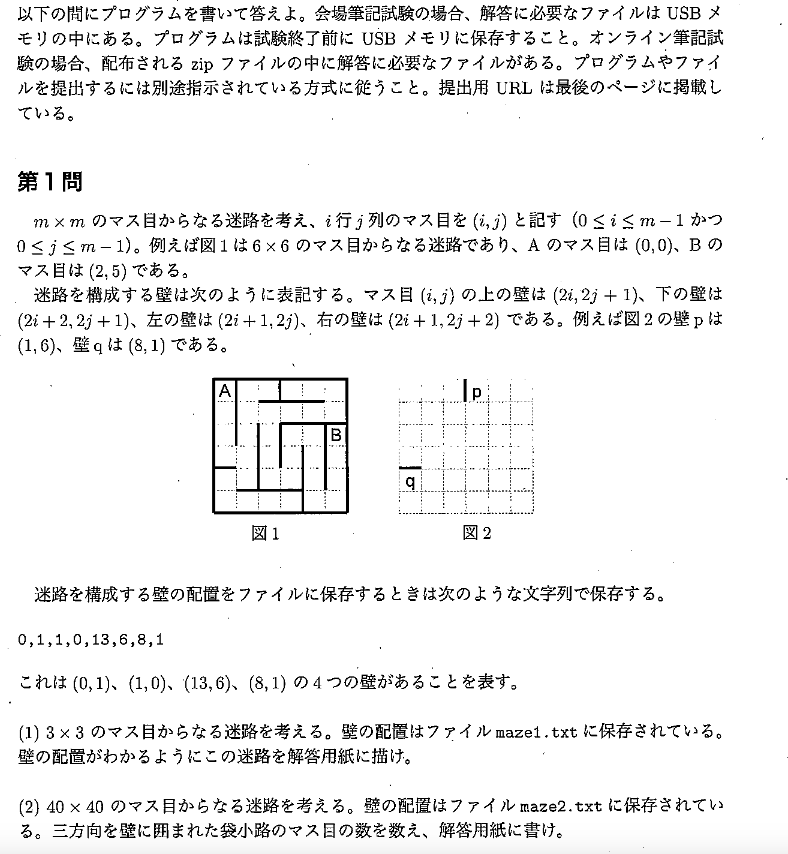 以下の問にプログラムを書いて答えよ。会場筆記試験の場合、解答に必要なファイルは USB メ
モリの中にある。プログラムは試験終了前に USB メモリに保存すること。オンライン筆記試
験の場合、配布される zip ファイルの中に解答に必要なファイルがある。プログラムやファイ
ルを提出するには別途指示されている方式に従うこと。提出用 URL は最後のページに掲載し
ている。
第1問
m × m のマス目からなる迷路を考え、i 行 j 列のマス目を (i, j) と記す（0 ≤ i ≤ m − 1 かつ
0 ≤ j ≤ m − 1）。例えば図 1 は 6 × 6 のマス目からなる迷路であり、A のマス目は (0,0)、B の
マス目は (2,5) である。
迷路を構成する壁は次のように表記する。マス目 (i, j) の上の壁は (2i, 2j + 1)、下の壁は
(2i + 2, 2j + 1)、左の壁は (2i + 1, 2j)、右の壁は (2i + 1, 2j + 2) である。例えば図 2 の壁 p は
(1,6)、壁 q は (8,1) である。
A
B
図 1
p
q
図 2
迷路を構成する壁の配置をファイルに保存するときは次のような文字列で保存する。
0,1,1,0,13,6,8,1
これは (0,1)、(1,0)、(13,6)、(8,1) の 4 つの壁があることを表す。
(1) 3 × 3 のマス目からなる迷路を考える。壁の配置はファイル maze1.txt に保存されている。
壁の配置がわかるようにこの迷路を解答用紙に描け。
(2) 40 × 40 のマス目からなる迷路を考える。壁の配置はファイル maze2.txt に保存されてい
る。三方向を壁に囲まれた袋小路のマス目の数を数え、解答用紙に書け。